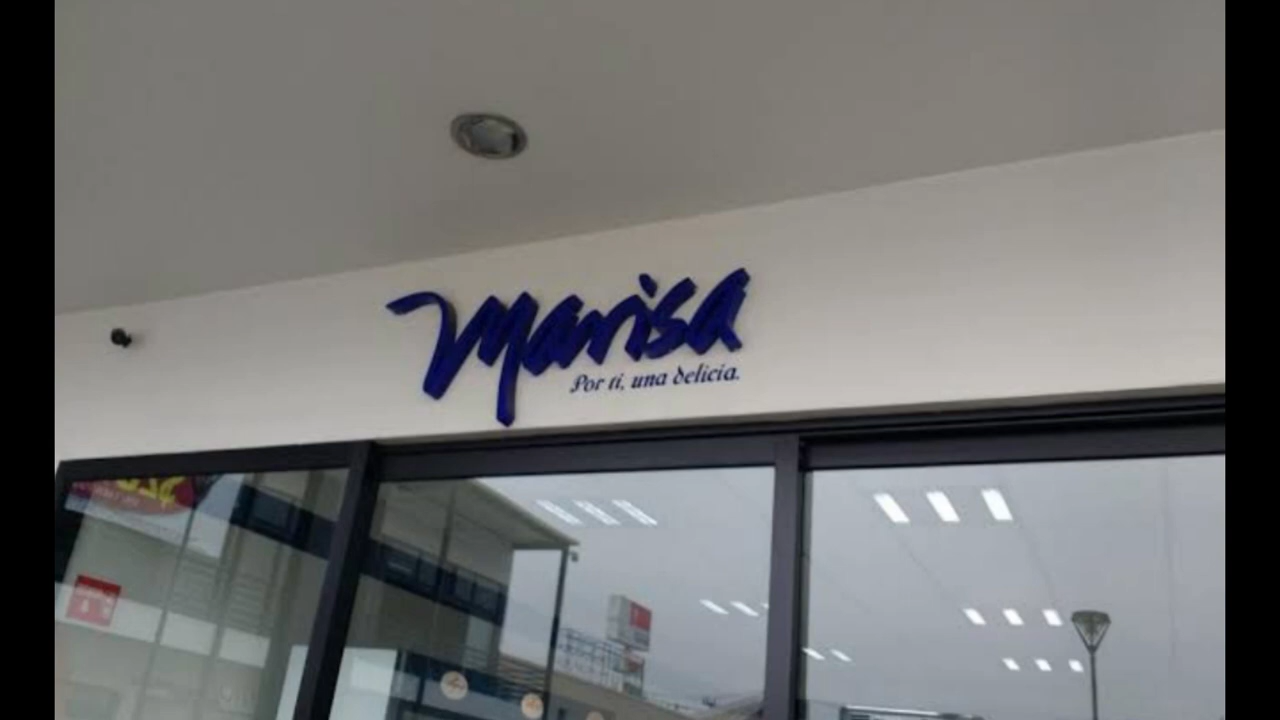 Marisa
Por ti, una delicia.